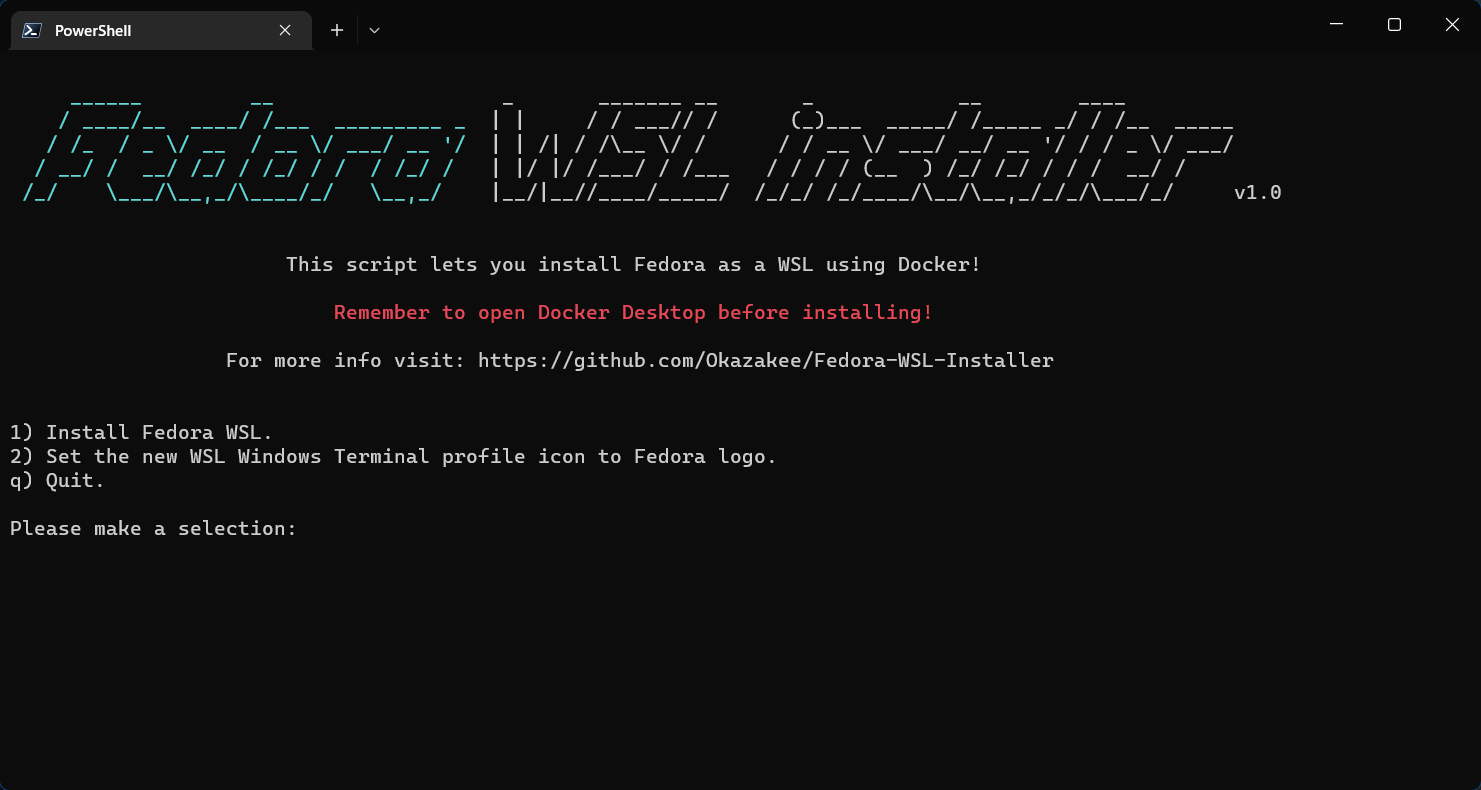 PowerShell
Fedora WSL installer v1.0
This script lets you install Fedora as a WSL using Docker!
Remember to open Docker Desktop before installing!
For more info visit: https://github.com/Okazakee/Fedora-WSL-Installer
1) Install Fedora WSL.
2) Set the new WSL Windows Terminal profile icon to Fedora logo.
q) Quit.
Please make a selection: